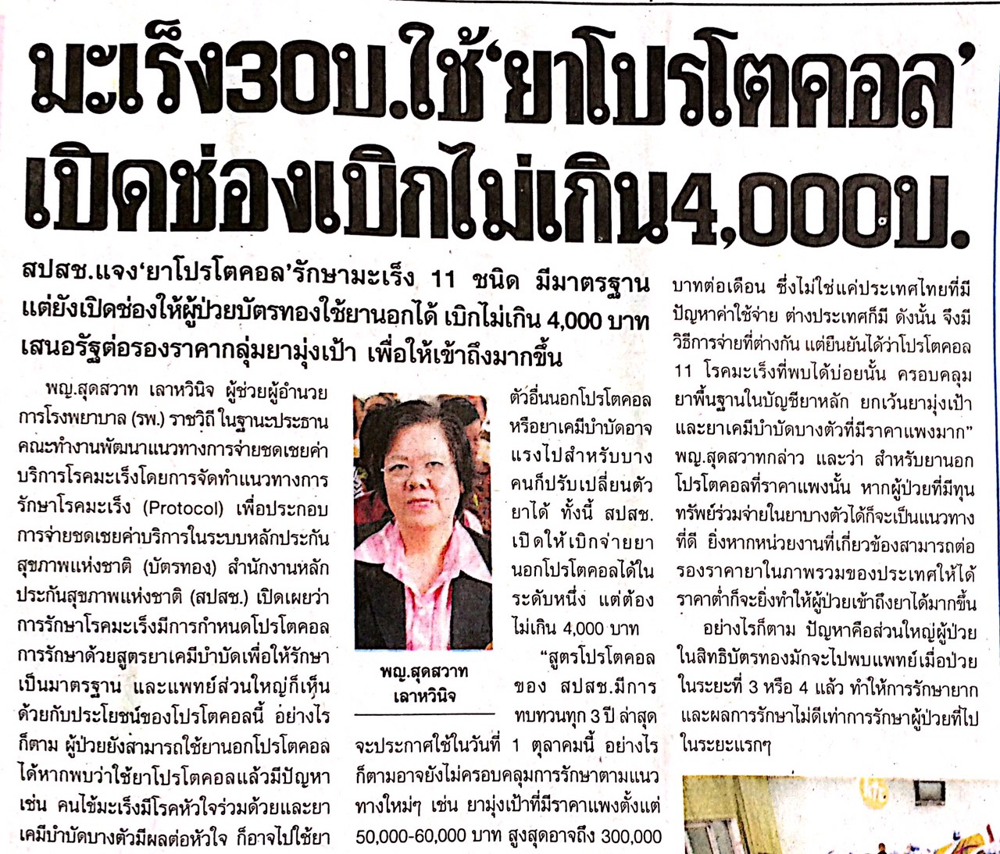 มะเร็ง30บ.ใช้‘ยาโปรโตคอล’
เปิดช่องเบิกไม่เกิน4,000บ.
สปสช.แจง‘ยาโปรโตคอล’รักษามะเร็ง 11 ชนิด มีมาตรฐาน
แต่ยังเปิดช่องให้ผู้ป่วยบัตรทองใช้ยานอกได้ เบิกไม่เกิน 4,000 บาท
เสนอรัฐต่อรองราคากลุ่มยามุ่งเป้า เพื่อให้เข้าถึงมากขึ้น
พญ.สุดสวาท เลาหวินิจ ผู้ช่วยผู้อำนวย
การโรงพยาบาล (รพ.) ราชวิถี ในฐานะประธาน
คณะทำงานพัฒนาแนวทางการจ่ายชดเชยค่า
บริการโรคมะเร็งโดยการจัดทำแนวทางการ
รักษาโรคมะเร็ง (Protocol) เพื่อประกอบ
การจ่ายชดเชยค่าบริการในระบบหลักประกัน
สุขภาพแห่งชาติ (บัตรทอง) สำนักงานหลัก
ประกันสุขภาพแห่งชาติ (สปสช.) เปิดเผยว่า
การรักษาโรคมะเร็งมีการกำหนดโปรโตคอล
การรักษาด้วยสูตรยาเคมีบำบัดเพื่อให้รักษา
เป็นมาตรฐาน และแพทย์ส่วนใหญ่ก็เห็น
ด้วยกับประโยชน์ของโปรโตคอลนี้ อย่างไร
ก็ตาม ผู้ป่วยยังสามารถใช้ยานอกโปรโตคอล
ได้หากพบว่าใช้ยาโปรโตคอลแล้วมีปัญหา
เช่น คนไข้มะเร็งมีโรคหัวใจร่วมด้วยและยา
เคมีบำบัดบางตัวมีผลต่อหัวใจ ก็อาจไปใช้ยา
พญ.สุดสวาท
เลาหวินิจ
ตัวอื่นนอกโปรโตคอล
หรือยาเคมีบำบัดอาจ
แรงไปสำหรับบาง
คนก็ปรับเปลี่ยนตัว
ยาได้ ทั้งนี้ สปสช.
เปิดให้เบิกจ่ายยา
นอกโปรโตคอลได้ใน
ระดับหนึ่ง แต่ต้อง
ไม่เกิน 4,000 บาท
“สูตรโปรโตคอล
ของ สปสช.มีการ
ทบทวนทุก 3 ปี ล่าสุด
จะประกาศใช้ในวันที่ 1 ตุลาคมนี้ อย่างไร
ก็ตามอาจยังไม่ครอบคลุมการรักษาตามแนว
ทางใหม่ๆ เช่น ยามุ่งเป้าที่มีราคาแพงตั้งแต่
50,000-60,000 บาท สูงสุดอาจถึง 300,000
บาทต่อเดือน ซึ่งไม่ใช่แค่ประเทศไทยที่มี
ปัญหาค่าใช้จ่าย ต่างประเทศก็มี ดังนั้น จึงมี
วิธีการจ่ายที่ต่างกัน แต่ยืนยันได้ว่าโปรโตคอล
11 โรคมะเร็งที่พบได้บ่อยนั้น ครอบคลุม
ยาพื้นฐานในบัญชียาหลัก ยกเว้นยามุ่งเป้า
และยาเคมีบำบัดบางตัวที่มีราคาแพงมาก”
พญ.สุดสวาทกล่าว และว่า สำหรับยานอก
โปรโตคอลที่ราคาแพงนั้น หากผู้ป่วยที่มีทุน
ทรัพย์ร่วมจ่ายในยาบางตัวได้ก็จะเป็นแนวทาง
ที่ดี ยิ่งหากหน่วยงานที่เกี่ยวข้องสามารถต่อ
รองราคายาในภาพรวมของประเทศให้ได้
ราคาต่ำก็จะยิ่งทำให้ผู้ป่วยเข้าถึงยาได้มากขึ้น
อย่างไรก็ตาม ปัญหาคือส่วนใหญ่ผู้ป่วย
ในสิทธิบัตรทองมักจะไปพบแพทย์เมื่อป่วย
ในระยะที่ 3 หรือ 4 แล้ว ทำให้การรักษายาก
และผลการรักษาไม่ดีเท่าการรักษาผู้ป่วยที่ไป
ในระยะแรกๆ